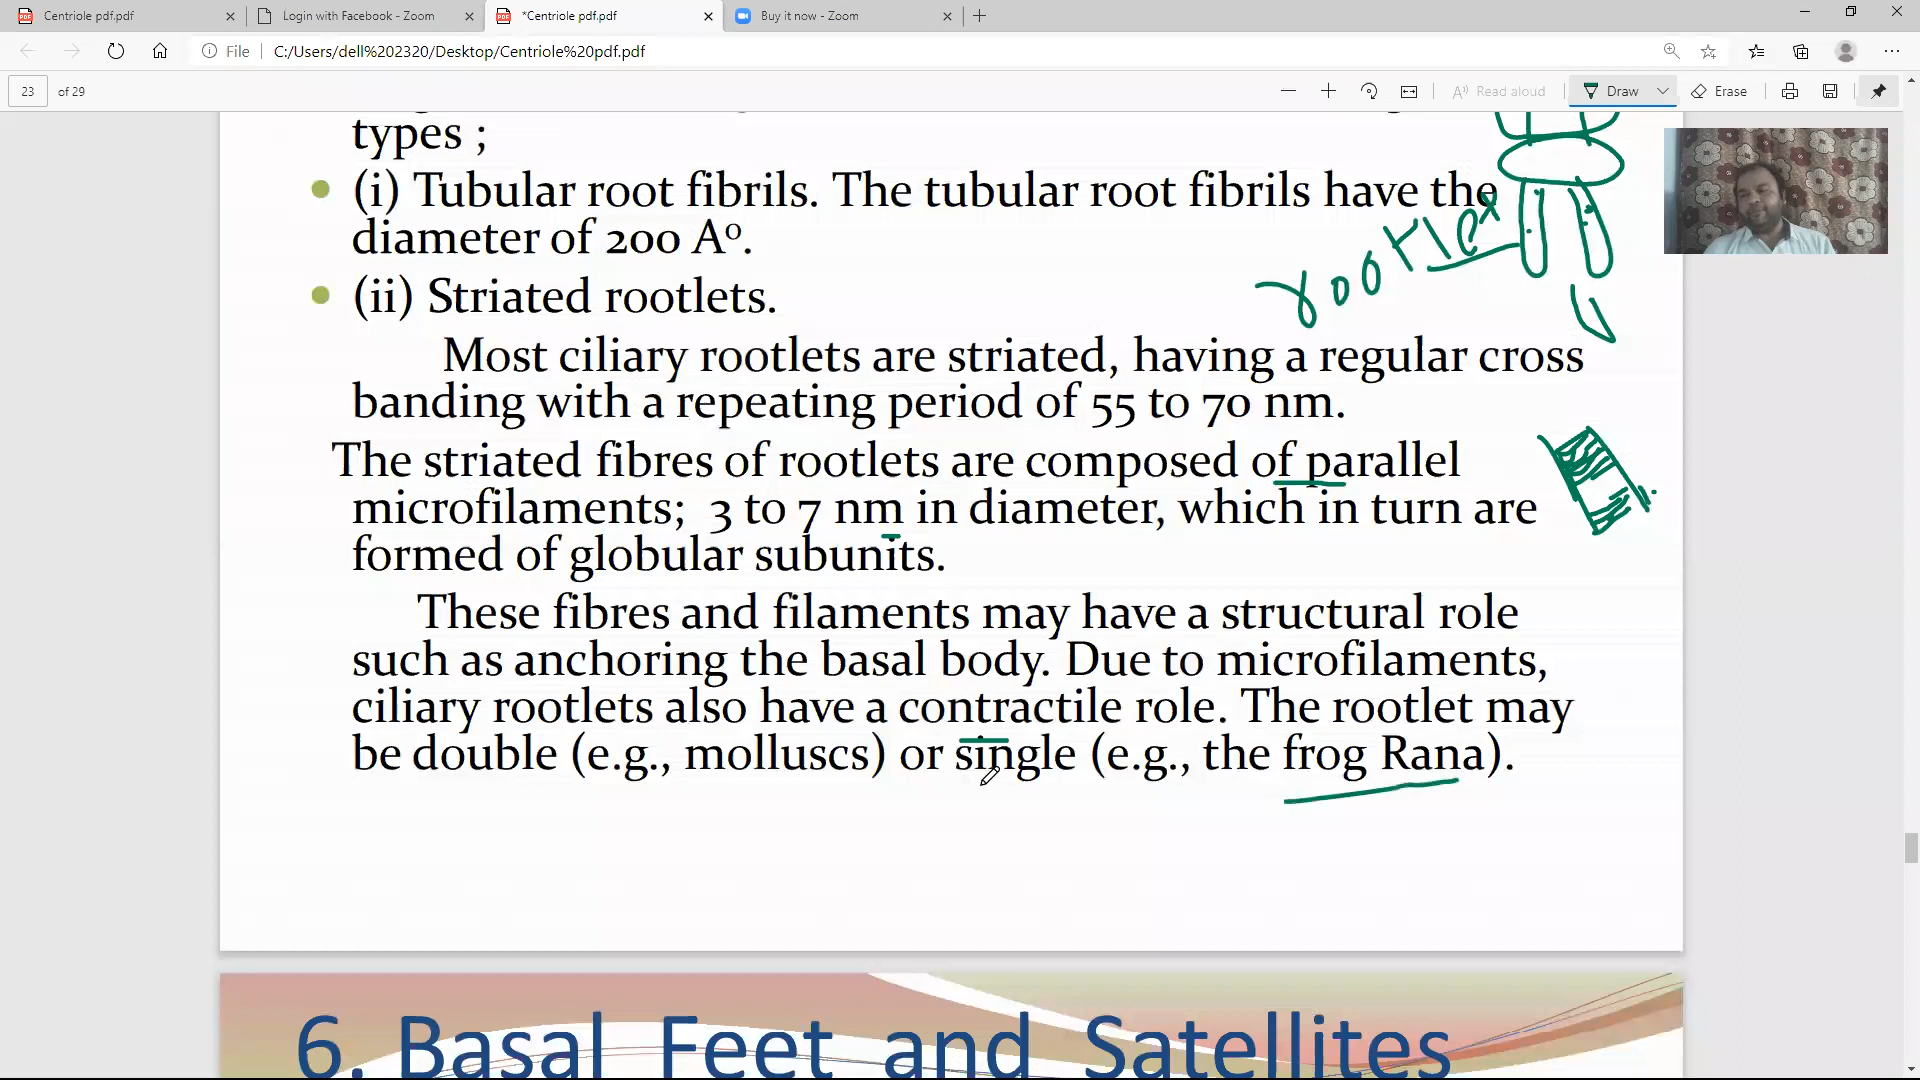 Centriole pdf.pdf
Login with Facebook - Zoom
*Centriole pdf.pdf
Buy it now - Zoom
File
C:/Users/dell%202320/Desktop/Centriole%20pdf.pdf
23 of 29
Read aloud
Draw
Erase
types ;
(i) Tubular root fibrils. The tubular root fibrils have the
diameter of 200 A⁰.
(ii) Striated rootlets.
Most ciliary rootlets are striated, having a regular cross
banding with a repeating period of 55 to 70 nm.
The striated fibres of rootlets are composed of parallel
microfilaments; 3 to 7 nm in diameter, which in turn are
formed of globular subunits.
These fibres and filaments may have a structural role
such as anchoring the basal body. Due to microfilaments,
ciliary rootlets also have a contractile role. The rootlet may
be double (e.g., molluscs) or single (e.g., the frog Rana).
6. Basal Feet and Satellites